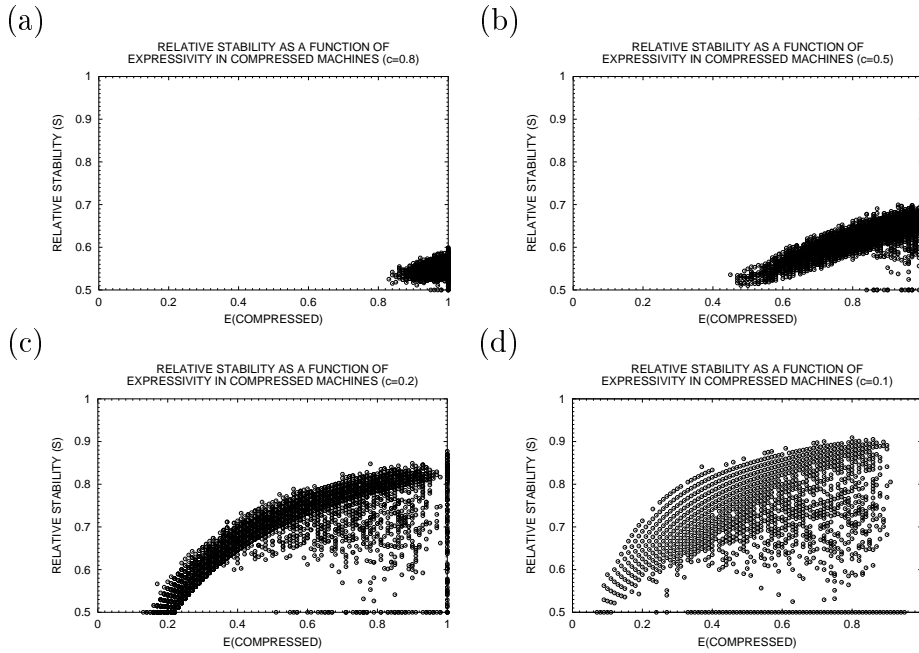 (a)
RELATIVE STABILITY AS A FUNCTION OF
EXPRESSIVITY IN COMPRESSED MACHINES (c=0.8)
1
0.9
0.8
0.7
0.6
0.5
RELATIVE STABILITY (S)
0 0.2 0.4 0.6 0.8 1
E(COMPRESSED)
(b)
RELATIVE STABILITY AS A FUNCTION OF
EXPRESSIVITY IN COMPRESSED MACHINES (c=0.5)
1
0.9
0.8
0.7
0.6
0.5
RELATIVE STABILITY (S)
0 0.2 0.4 0.6 0.8 1
E(COMPRESSED)
(c)
RELATIVE STABILITY AS A FUNCTION OF
EXPRESSIVITY IN COMPRESSED MACHINES (c=0.2)
1
0.9
0.8
0.7
0.6
0.5
RELATIVE STABILITY (S)
0 0.2 0.4 0.6 0.8 1
E(COMPRESSED)
(d)
RELATIVE STABILITY AS A FUNCTION OF
EXPRESSIVITY IN COMPRESSED MACHINES (c=0.1)
1
0.9
0.8
0.7
0.6
0.5
RELATIVE STABILITY (S)
0 0.2 0.4 0.6 0.8 1
E(COMPRESSED)